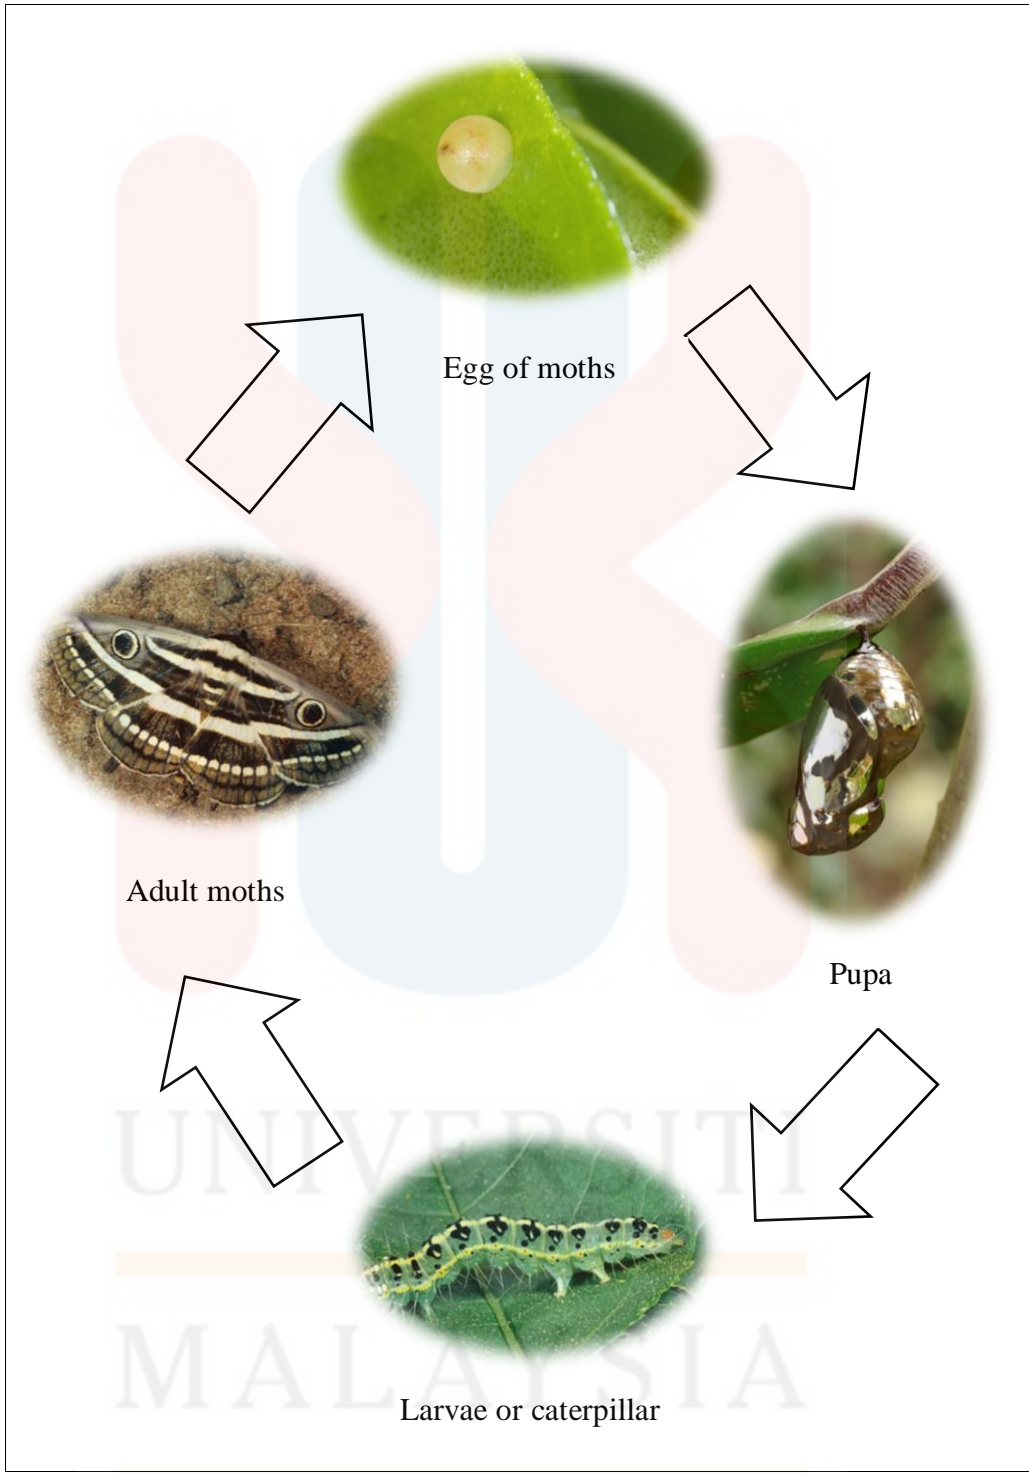 Egg of moths
Adult moths
Pupa
UNIVERSITI
MALAYSIA
Larvae or caterpillar